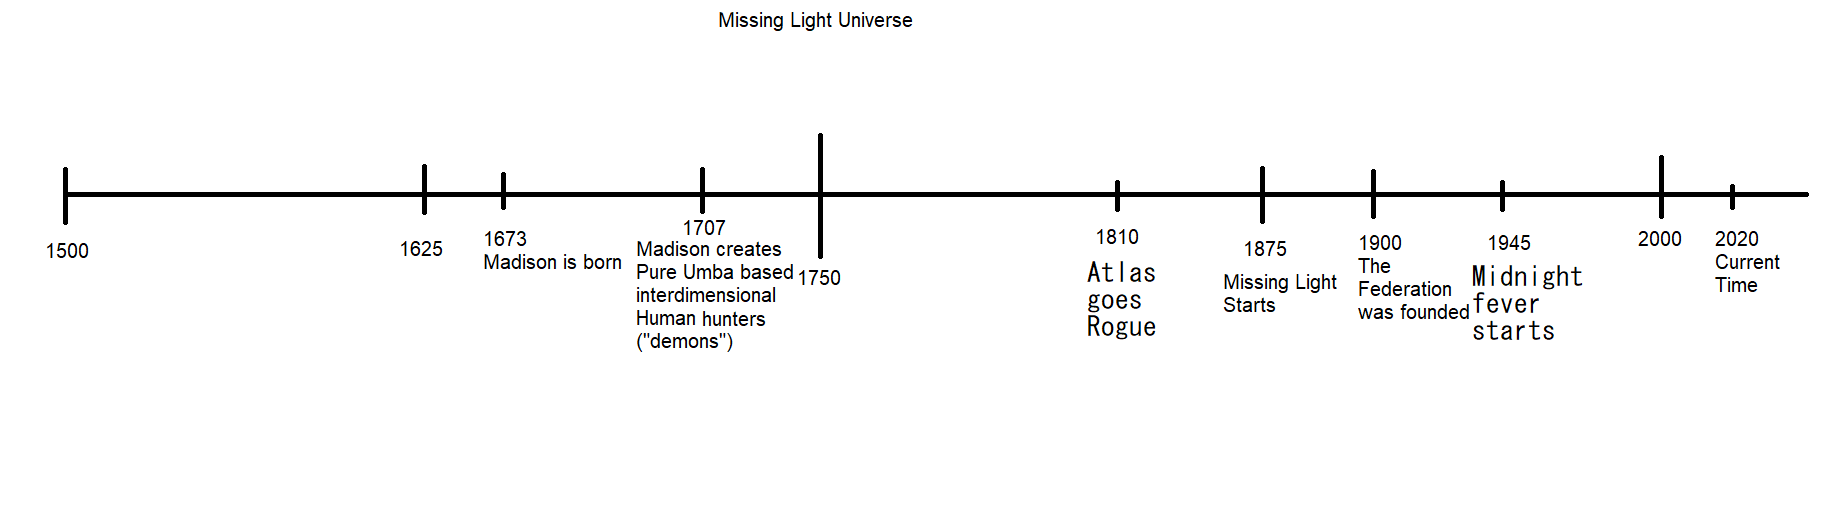 Missing Light Universe
1500
1625
1673
Madison is born
1707
Madison creates
Pure Umba based
interdimensional
Human hunters
("demons")
1750
1810
Atlas
goes
Rogue
1875
Missing Light
Starts
1900
The
Federation
was founded
1945
Midnight
fever
starts
2000
2020
Current
Time